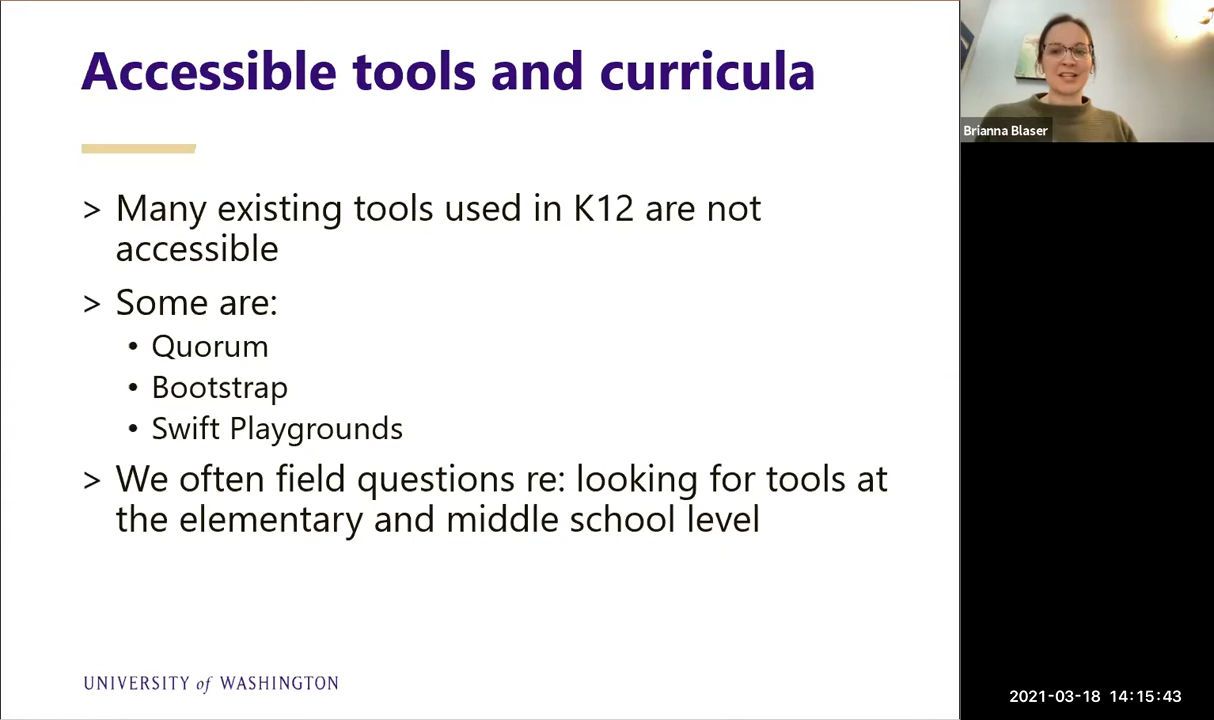 Accessible tools and curricula
> Many existing tools used in K12 are not
accessible
> Some are:
• Quorum
• Bootstrap
• Swift Playgrounds
> We often field questions re: looking for tools at
the elementary and middle school level
UNIVERSITY of WASHINGTON
Brianna Blaser
2021-03-18 14:15:43